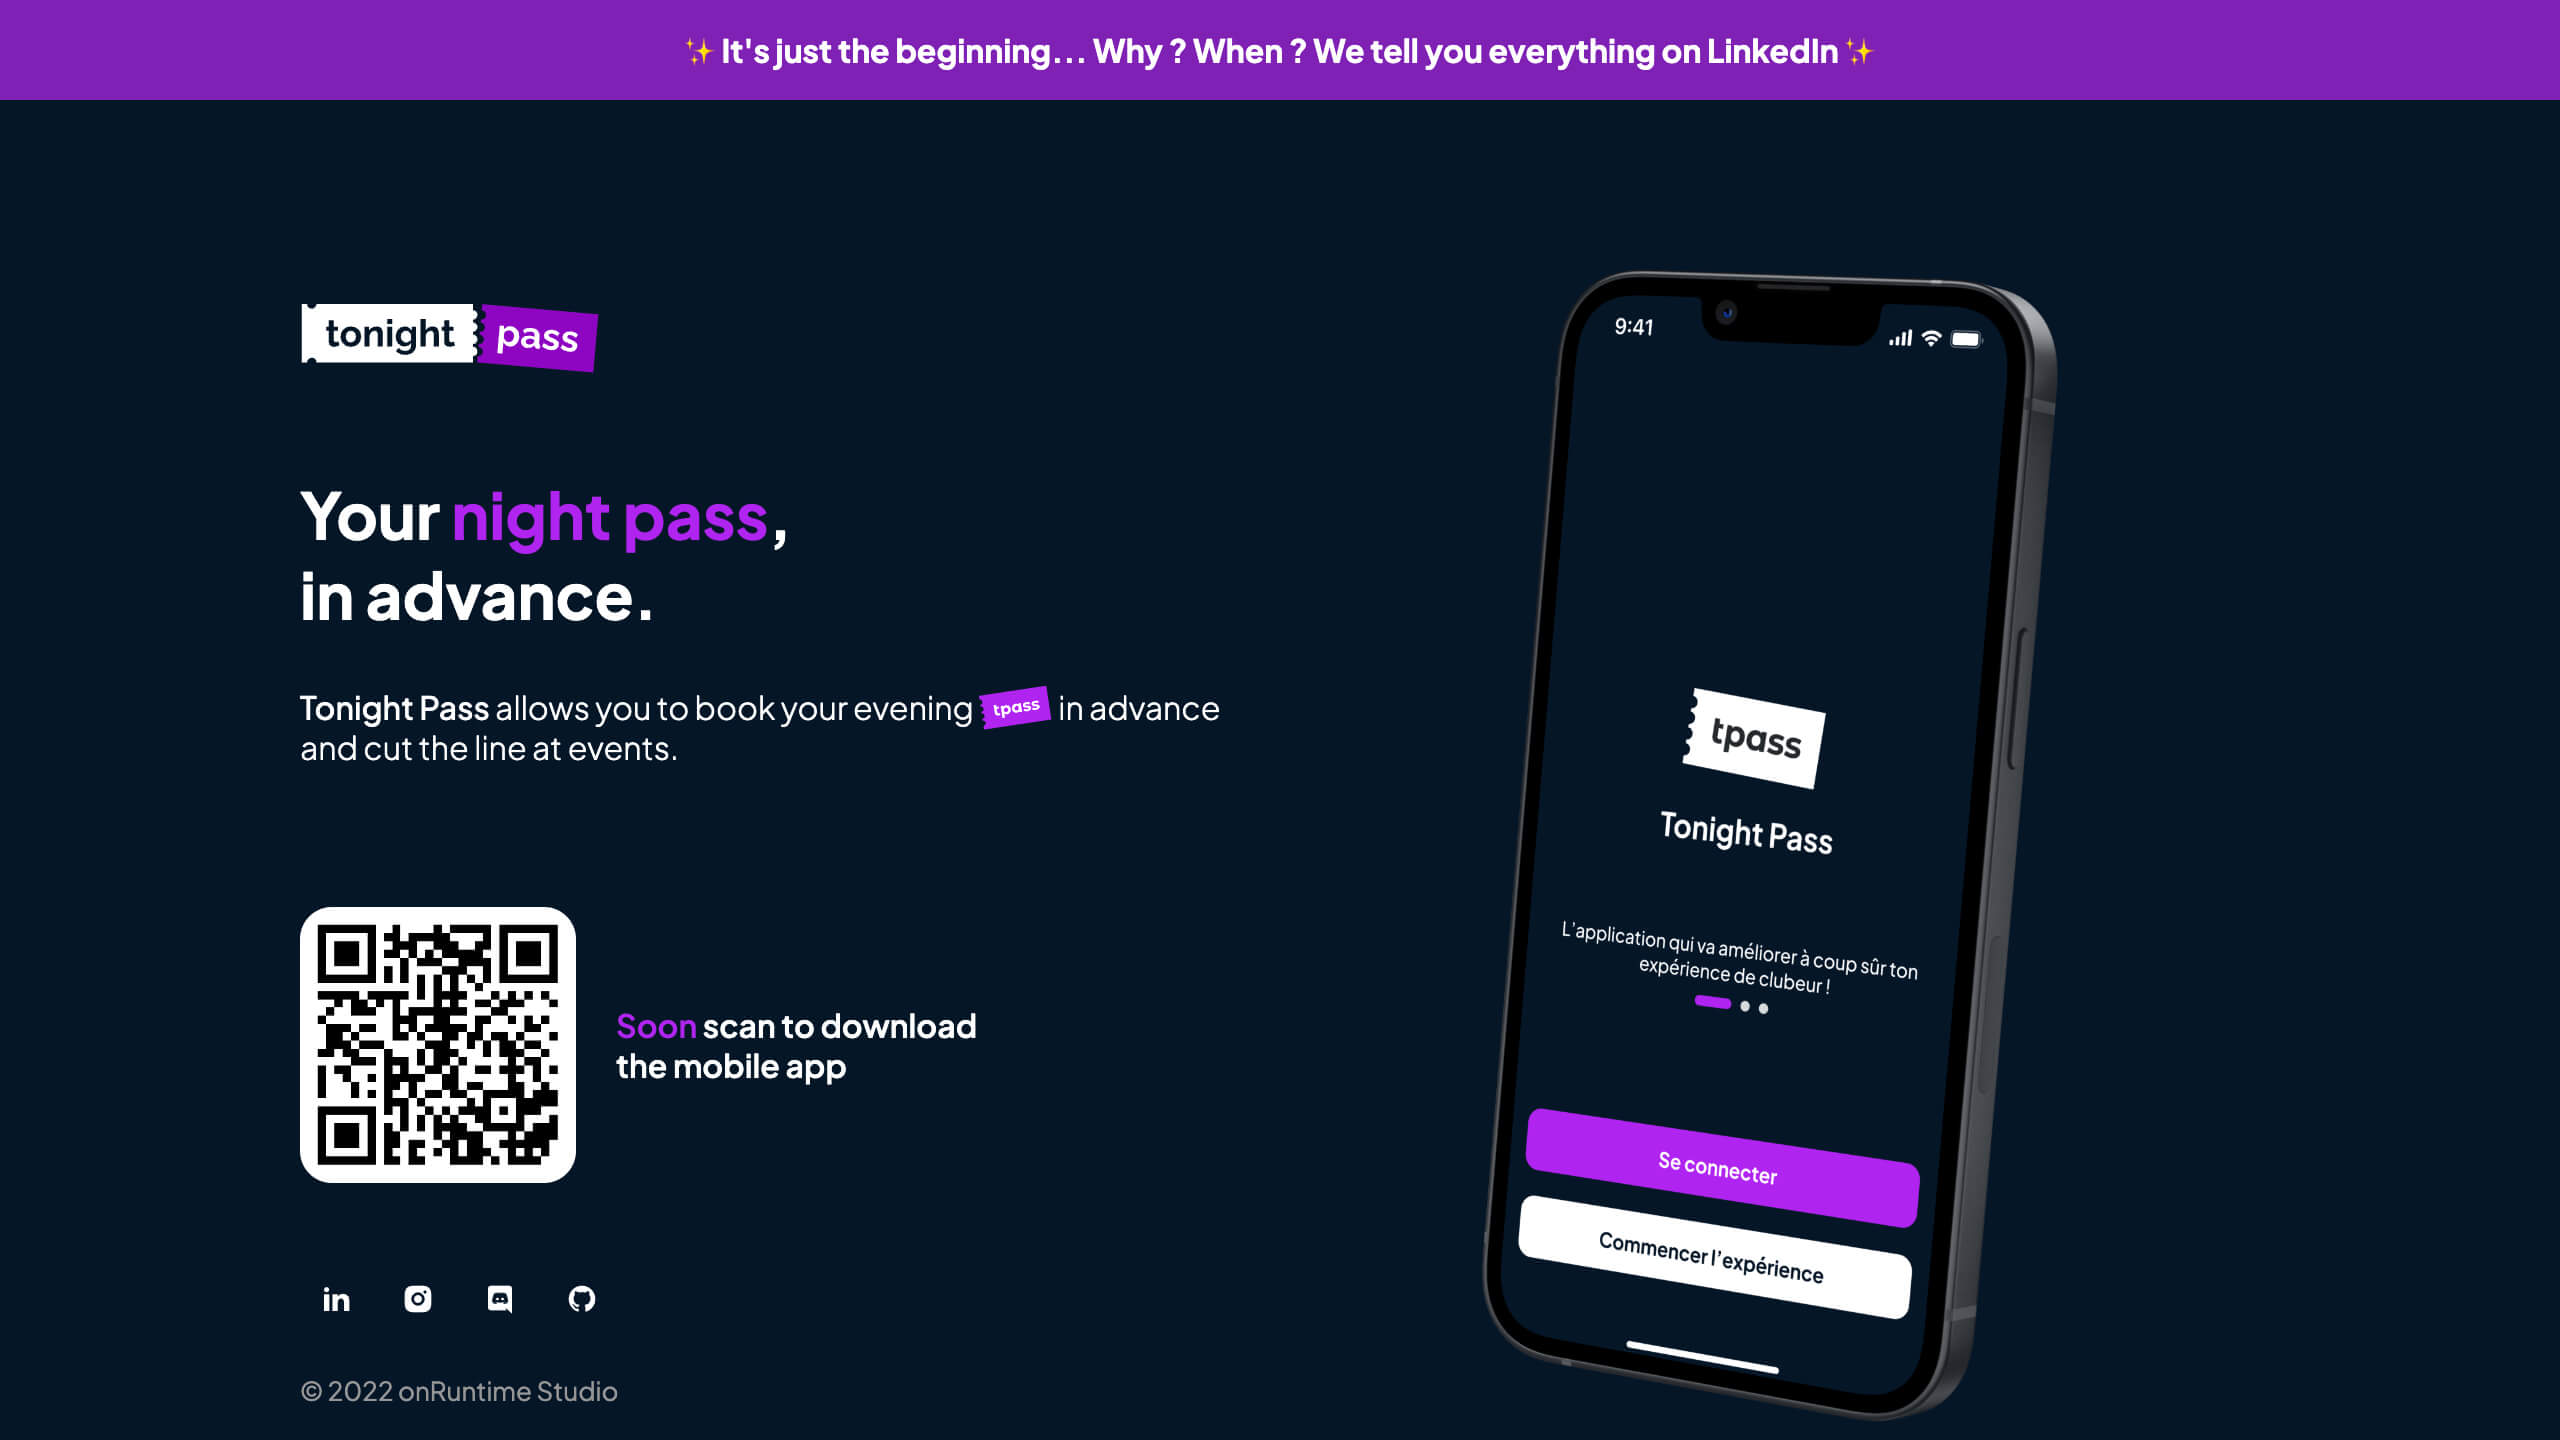 ✨ It's just the beginning... Why ? When ? We tell you everything on LinkedIn ✨
tonight pass
Your night pass,
in advance.
Tonight Pass allows you to book your evening tpass in advance
and cut the line at events.
Soon scan to download
the mobile app
© 2022 onRuntime Studio
9:41
tpass
Tonight Pass
L'application qui va améliorer à coup sûr ton
expérience de clubeur !
Se connecter
Commencer l'expérience